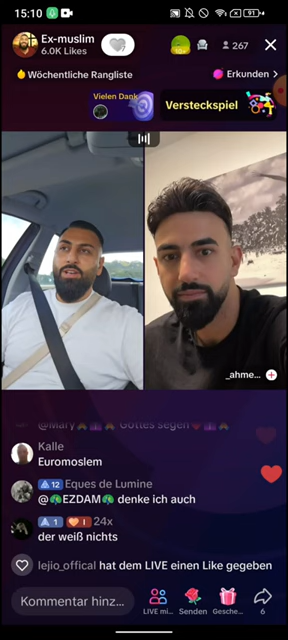 15:10
91
Ex-muslim
6.0K Likes
267
Wöchentliche Rangliste
Erkunden >
Vielen Dank
Versteckspiel
_ahme...
@Mary Gottes segen
Kalle
Euromoslem
12 Eques de Lumine
@EZDAM denke ich auch
1 1 24x
der weiß nichts
lejio_offical hat dem LIVE einen Like gegeben
Kommentar hinz...
LIVE mi...
Senden
Gesche...
6